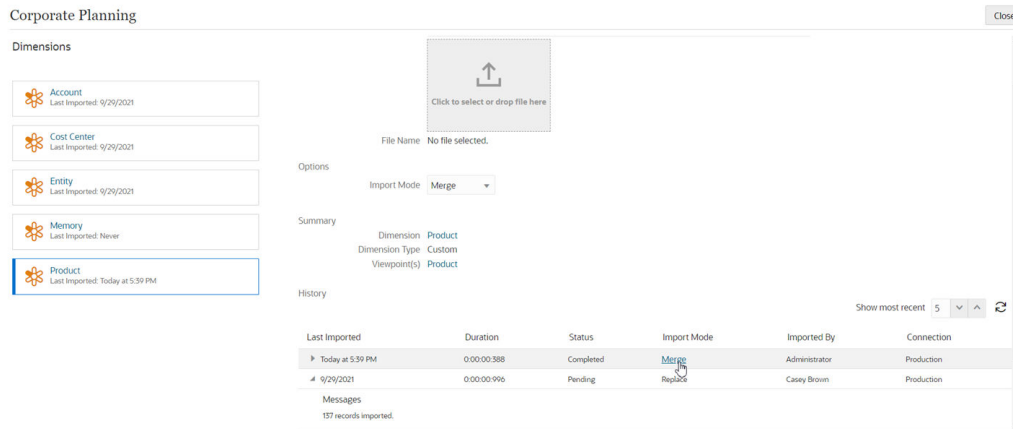 Corporate Planning
Close
Dimensions
Account
Last Imported: 9/29/2021
Cost Center
Last Imported: 9/29/2021
Entity
Last Imported: 9/29/2021
Memory
Last Imported: Never
Product
Last Imported: Today at 5:39 PM
Click to select or drop file here
File Name No file selected.
Options
Import Mode Merge
Summary
Dimension Product
Dimension Type Custom
Viewpoint(s) Product
History
Show most recent 5
Last Imported Duration Status Import Mode Imported By Connection
Today at 5:39 PM 0:00:00:388 Completed Merge Administrator Production
9/29/2021 0:00:00:996 Pending Replace Casey Brown Production
Messages
137 records imported.